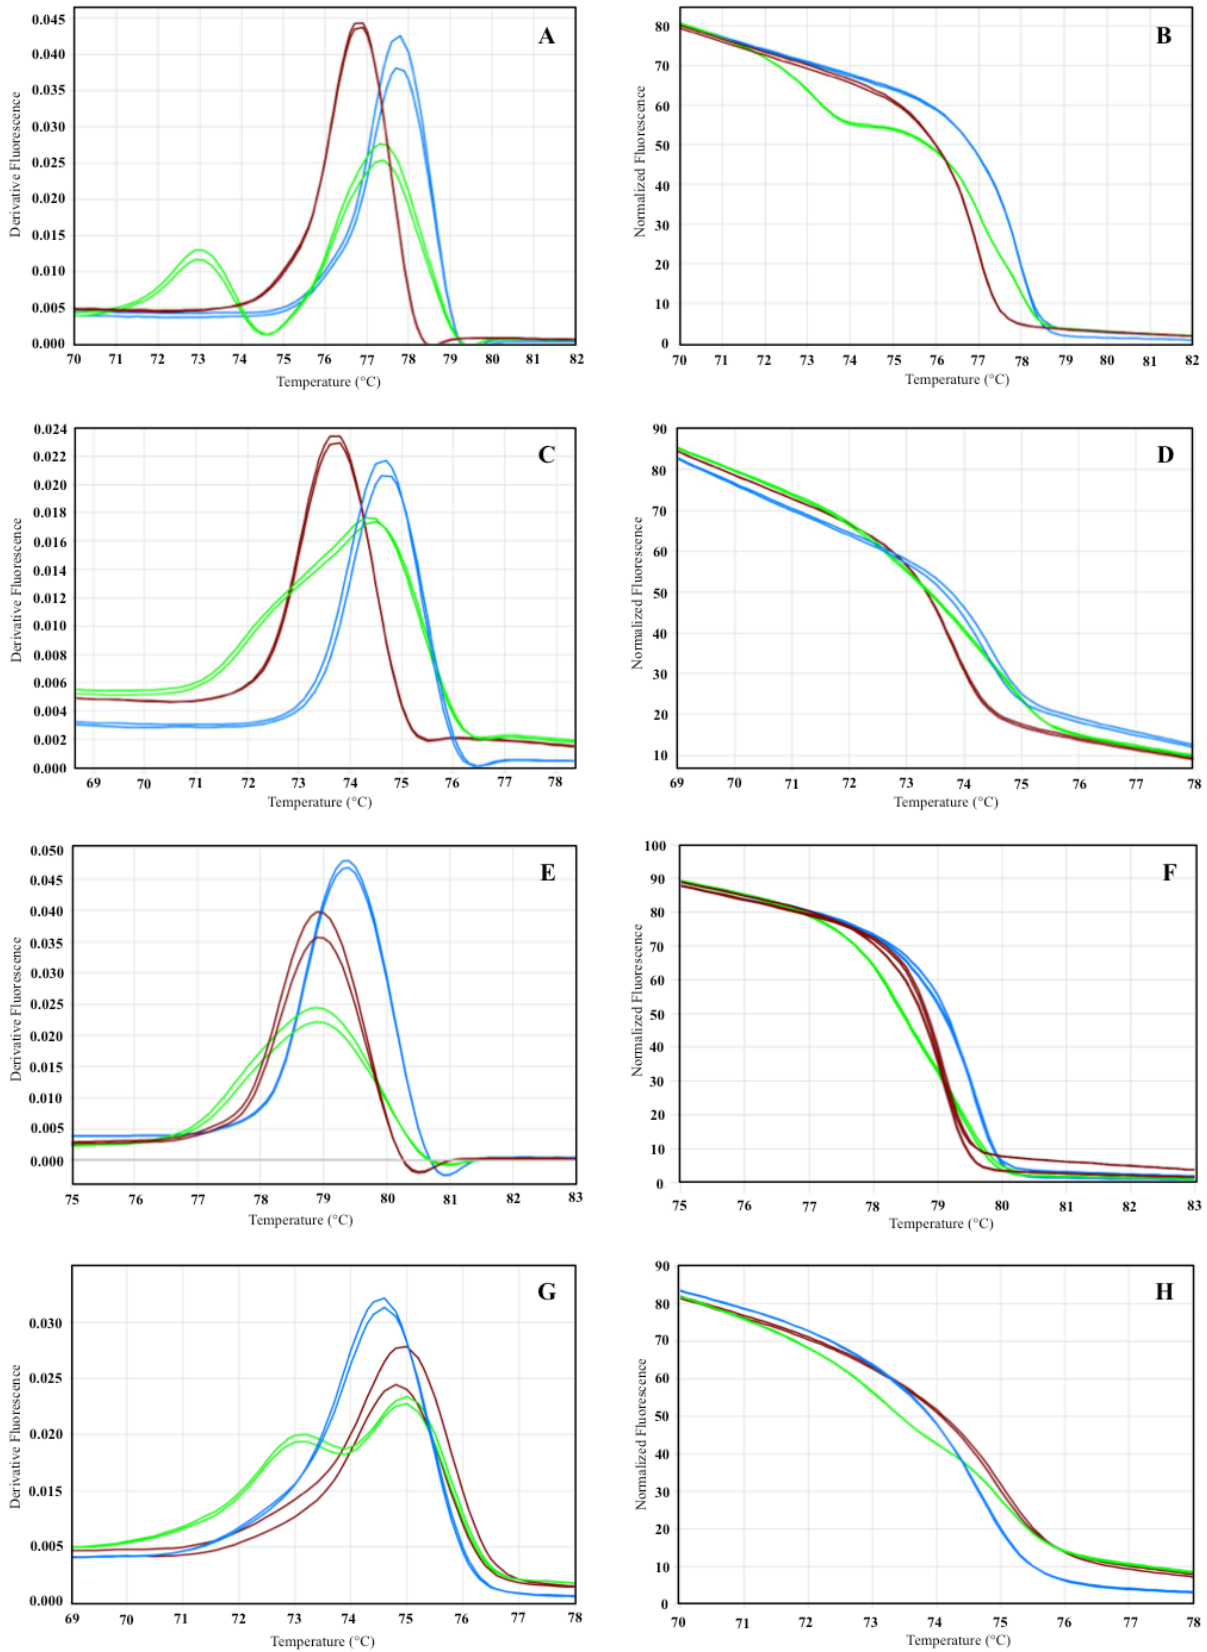 A
0.045
0.040
0.035
0.030
0.025
0.020
0.015
0.010
0.005
0.000
Derivative Fluorescence
70 71 72 73 74 75 76 77 78 79 80 81 82
Temperature (°C)
B
80
70
60
50
40
30
20
10
0
Normalized Fluorescence
70 71 72 73 74 75 76 77 78 79 80 81 82
Temperature (°C)
C
0.024
0.022
0.020
0.018
0.016
0.014
0.012
0.010
0.008
0.006
0.004
0.002
0.000
Derivative Fluorescence
69 70 71 72 73 74 75 76 77 78
Temperature (°C)
D
90
80
70
60
50
40
30
20
10
Normalized Fluorescence
69 70 71 72 73 74 75 76 77 78
Temperature (°C)
E
0.050
0.045
0.040
0.035
0.030
0.025
0.020
0.015
0.010
0.005
0.000
Derivative Fluorescence
75 76 77 78 79 80 81 82 83
Temperature (°C)
F
100
90
80
70
60
50
40
30
20
10
0
Normalized Fluorescence
75 76 77 78 79 80 81 82 83
Temperature (°C)
G
0.030
0.025
0.020
0.015
0.005
0.000
Derivative Fluorescence
69 70 71 72 73 74 75 76 77 78
Temperature (°C)
H
90
80
70
60
50
40
30
20
10
0
Normalized Fluorescence
70 71 72 73 74 75 76 77 78
Temperature (°C)